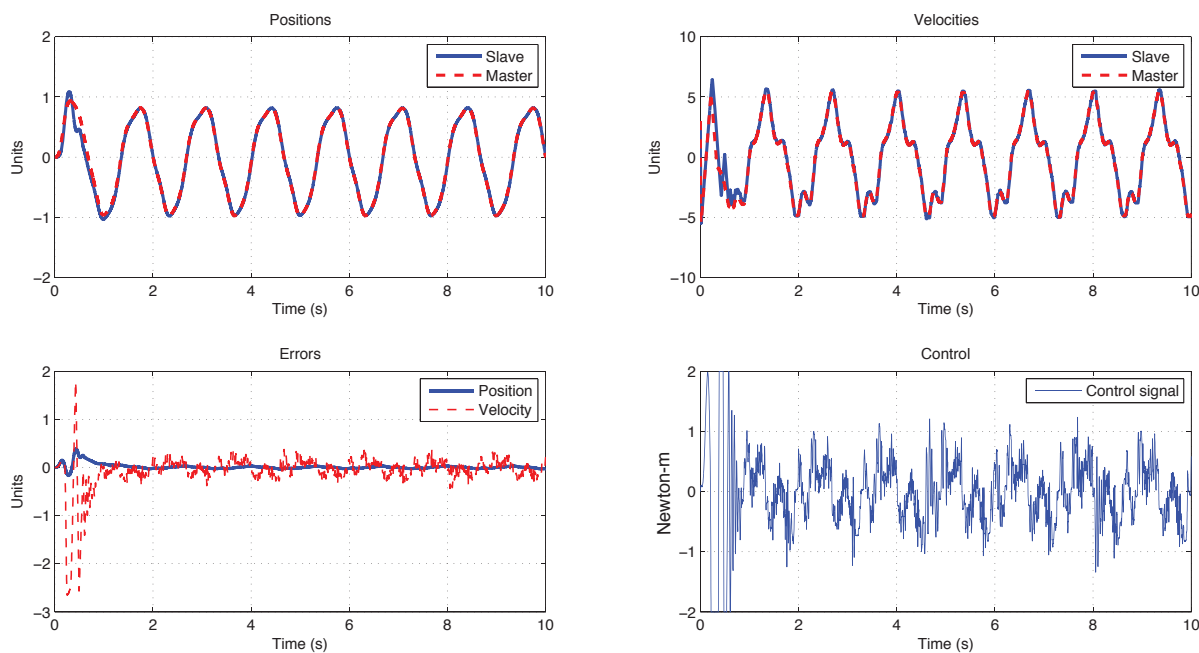 Positions
2
1
0
−1
−2
Units
Slave
Master
0 2 4 6 8 10
Time (s)
Velocities
10
5
0
−5
−10
Units
Slave
Master
0 2 4 6 8 10
Time (s)
Errors
2
1
0
−1
−2
−3
Units
Position
Velocity
0 2 4 6 8 10
Time (s)
Control
2
1
0
−1
−2
Newton-m
Control signal
0 2 4 6 8 10
Time (s)